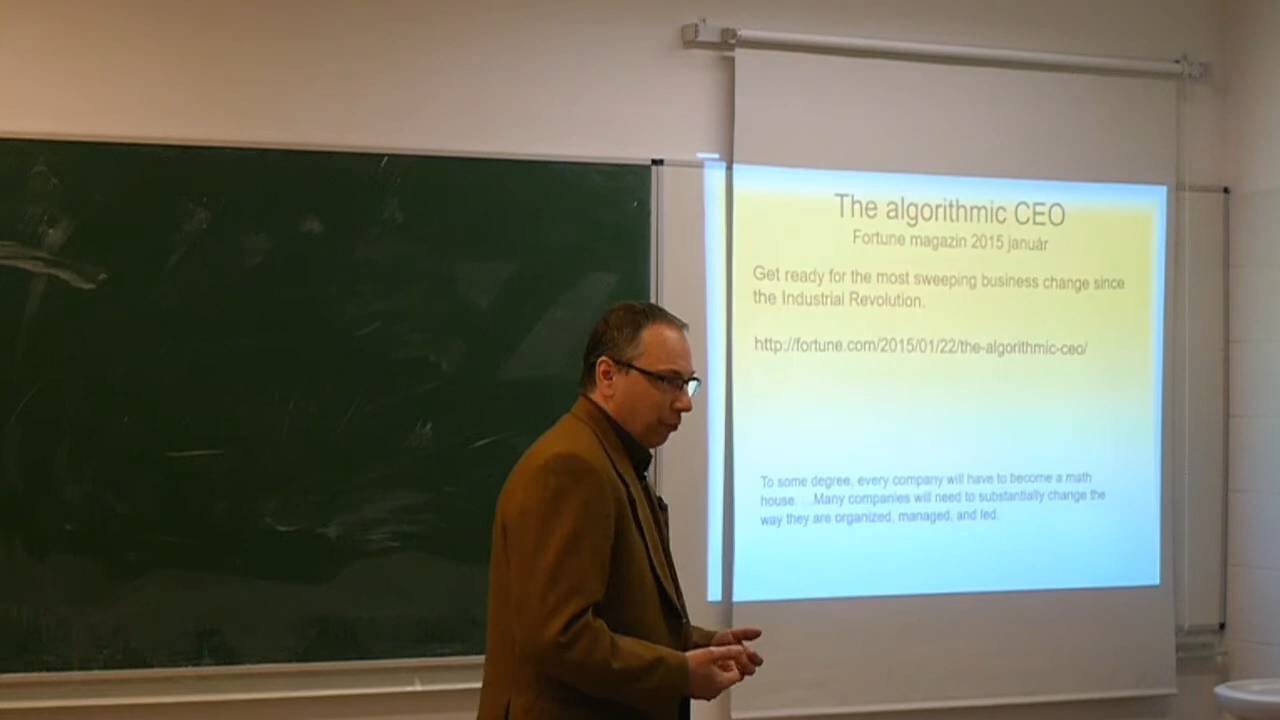 The algorithmic CEO
Fortune magazin 2015 január
Get ready for the most sweeping business change since
the Industrial Revolution.
http://fortune.com/2015/01/22/the-algorithmic-ceo/
To some degree, every company will have to become a math
house. ...Many companies will need to substantially change the
way they are organized, managed, and led.